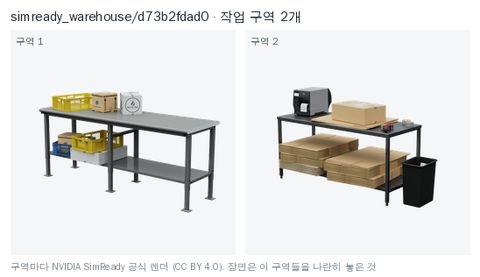 simready_warehouse/d73b2fdad0 · 작업 구역 2개
구역 1
구역 2
구역마다 NVIDIA SimReady 공식 렌더 (CC BY 4.0). 장면은 이 구역들을 나란히 놓은 것